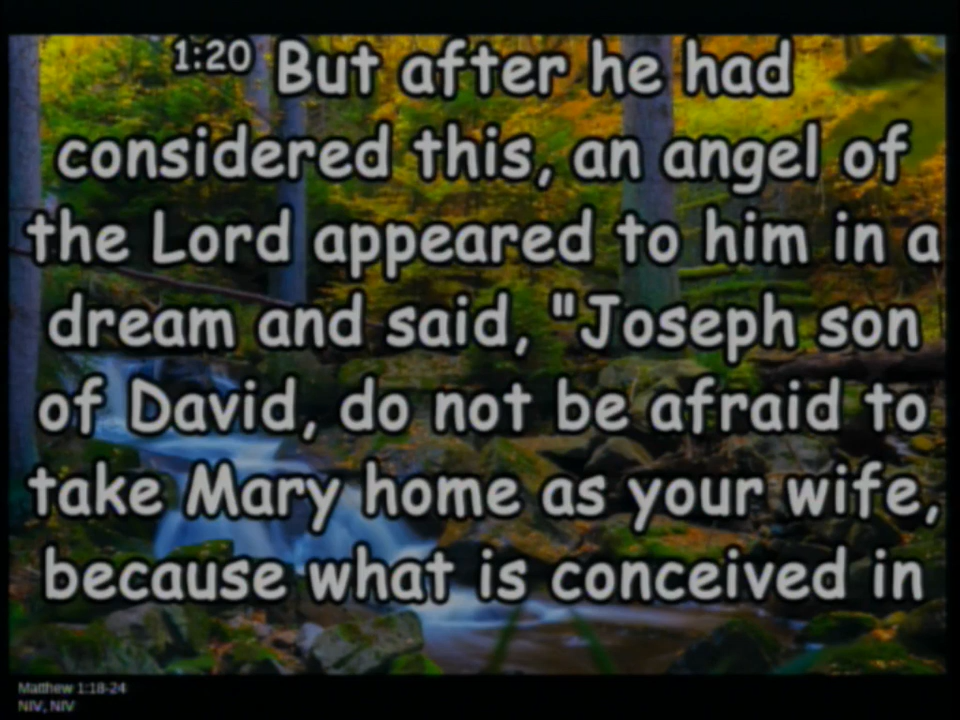 1:20 But after he had
considered this, an angel of
the Lord appeared to him in a
dream and said, "Joseph son
of David, do not be afraid to
take Mary home as your wife,
because what is conceived in
Matthew 1:18-24
NIV, NIV